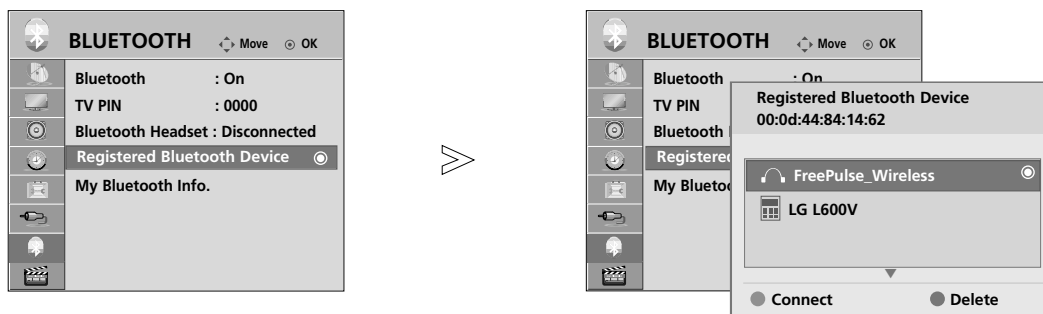 BLUETOOTH Move OK
Bluetooth : On
TV PIN : 0000
Bluetooth Headset : Disconnected
Registered Bluetooth Device
My Bluetooth Info.
BLUETOOTH Move OK
Bluetooth : On
TV PIN
Bluetooth
Registered
My Blueto
Registered Bluetooth Device
00:0d:44:84:14:62
FreePulse_Wireless
LG L600V
Connect Delete